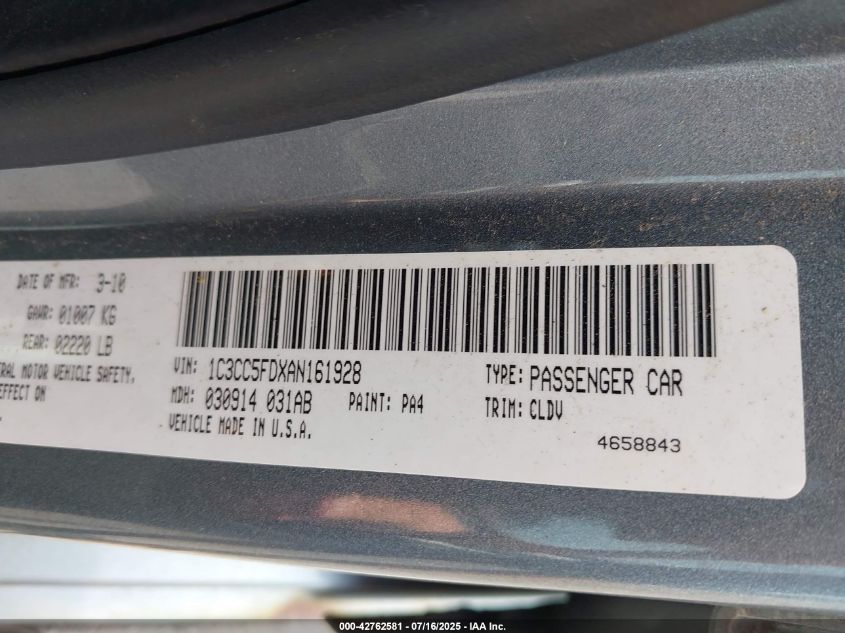 DATE OF MFR: 3-10
GAWR: 01007 KG
REAR: 02220 LB
RAL MOTOR VEHICLE SAFETY,
EFFECT ON
VIN: 1C3CC5FDXAN161928
TYPE: PASSENGER CAR
MDH: 030914 031AB
PAINT: PA4
TRIM: CLDV
VEHICLE MADE IN U.S.A.
4658843
000-42762581 - 07/16/2025 - IAA Inc.